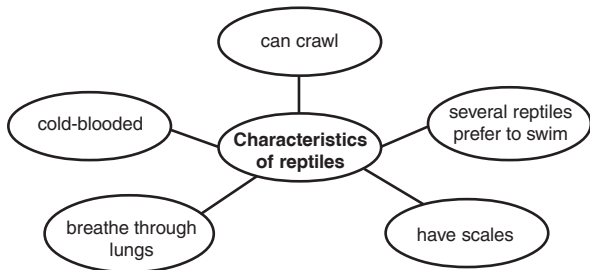 can crawl
cold-blooded
several reptiles
prefer to swim
Characteristics
of reptiles
breathe through
lungs
have scales